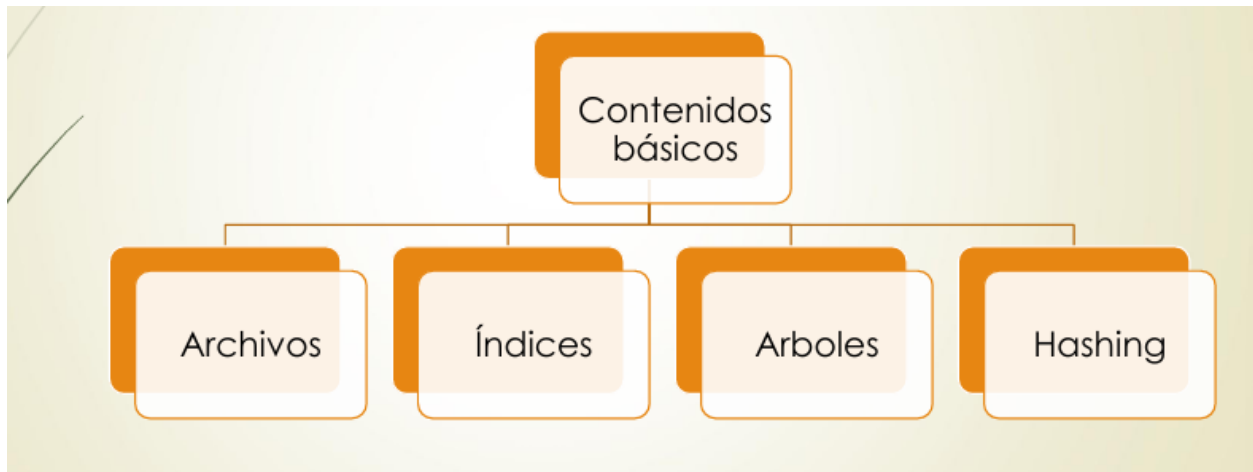 Contenidos
básicos
Archivos
Índices
Arboles
Hashing